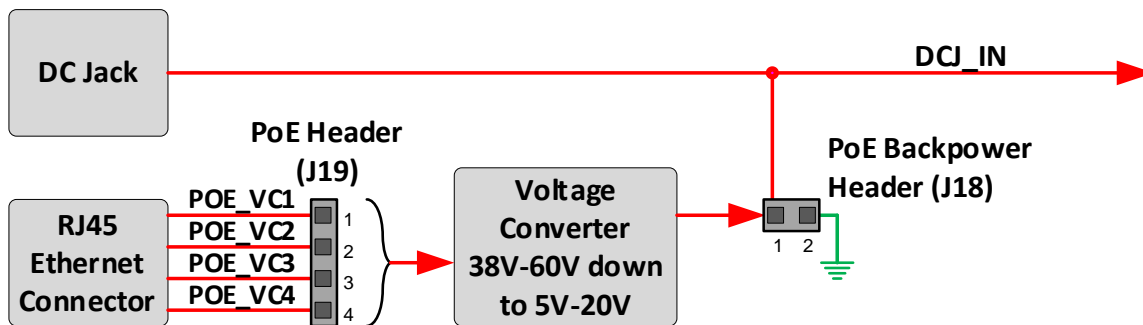 DC Jack
DCJ_IN
PoE Header
(J19)
PoE Backpower
Header (J18)
1 2
RJ45
Ethernet
Connector
POE_VC1
POE_VC2
POE_VC3
POE_VC4
1
2
3
4
Voltage
Converter
38V-60V down
to 5V-20V